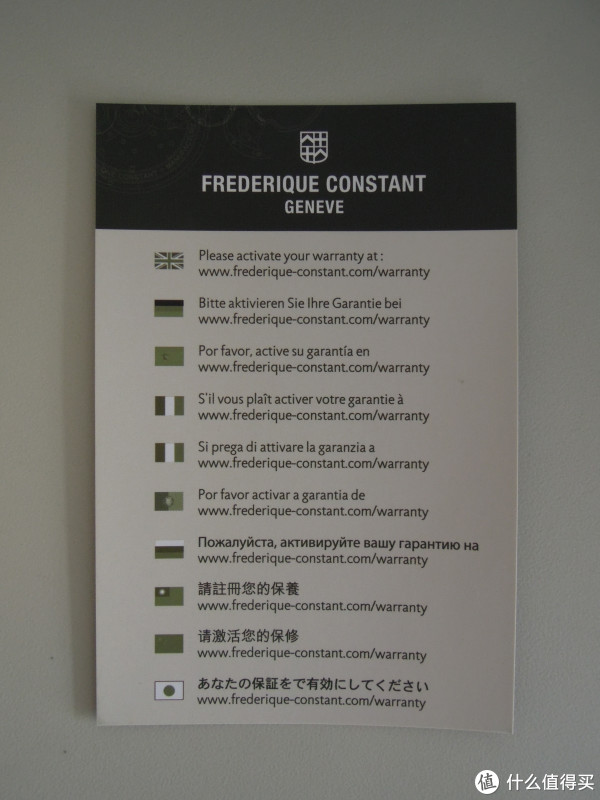 FREDERIQUE CONSTANT
GENEVE
Please activate your warranty at :
www.frederique-constant.com/warranty
Bitte aktivieren Sie Ihre Garantie bei
www.frederique-constant.com/warranty
Por favor, active su garantía en
www.frederique-constant.com/warranty
S'il vous plaît activer votre garantie à
www.frederique-constant.com/warranty
Si prega di attivare la garanzia a
www.frederique-constant.com/warranty
Por favor activar a garantia de
www.frederique-constant.com/warranty
Пожалуйста, активируйте вашу гарантию на
www.frederique-constant.com/warranty
請註冊您的保養
www.frederique-constant.com/warranty
请激活您的保修
www.frederique-constant.com/warranty
あなたの保証をで有効にしてください
www.frederique-constant.com/warranty
值 什么值得买